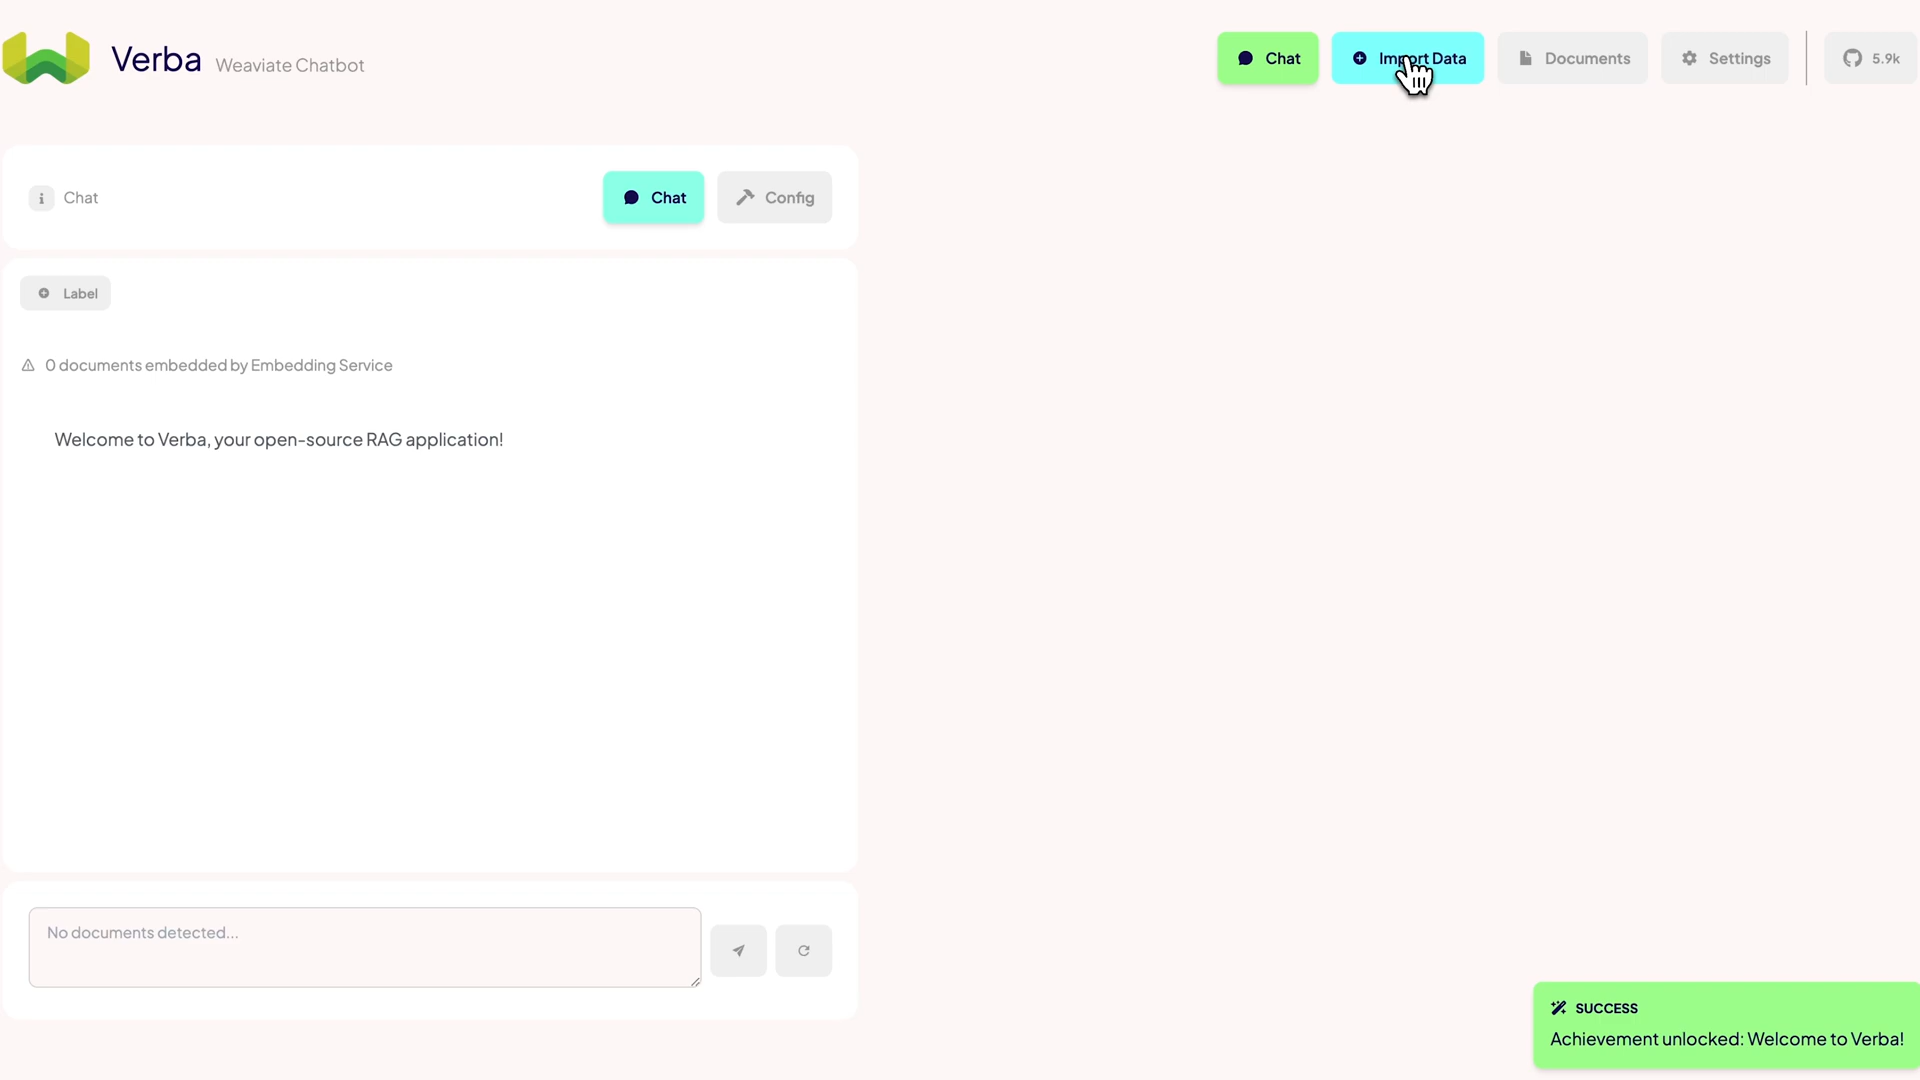 Verba Weaviate Chatbot
Chat
Import Data
Documents
Settings
5.9k
Chat
Chat
Config
Label
0 documents embedded by Embedding Service
Welcome to Verba, your open-source RAG application!
No documents detected...
SUCCESS
Achievement unlocked: Welcome to Verba!